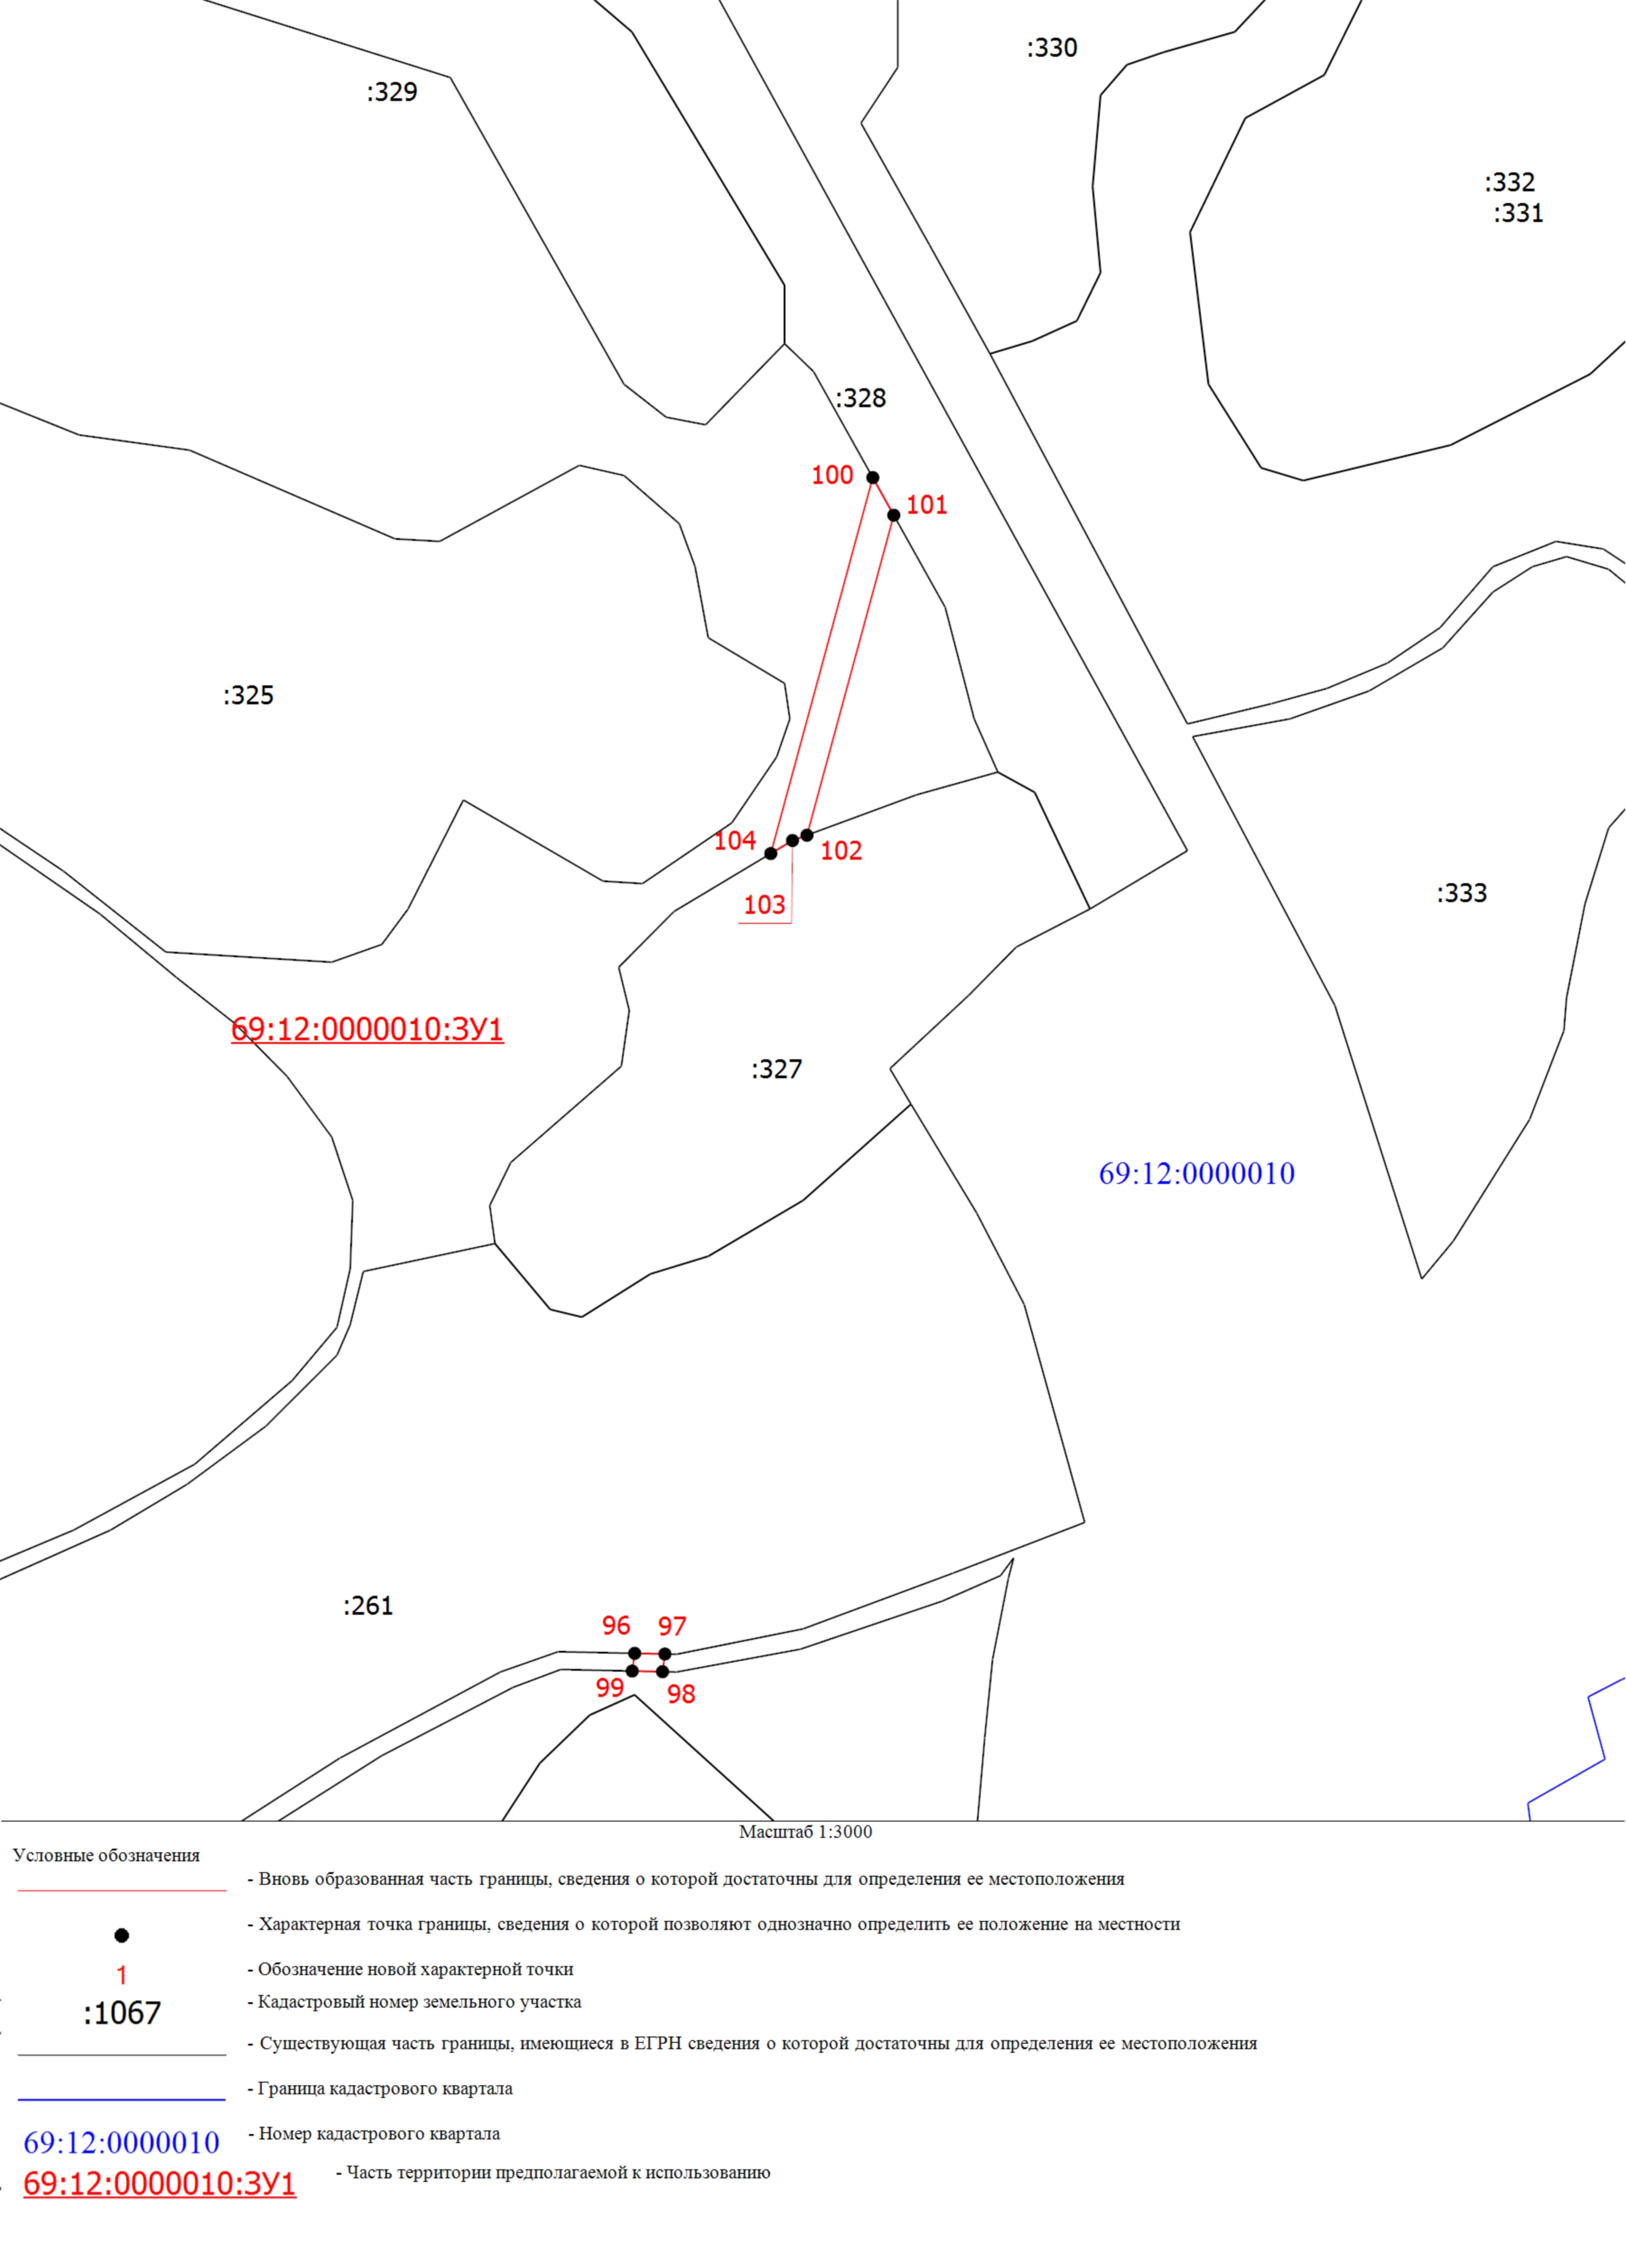 :330
:329
:332
:331
:328
100
101
:325
104
102
103
:333
69:12:0000010:ЗУ1
:327
69:12:0000010
:261
96
97
99
98
Масштаб 1:3000
Условные обозначения
- Вновь образованная часть границы, сведения о которой достаточны для определения ее местоположения
- Характерная точка границы, сведения о которой позволяют однозначно определить ее положение на местности
1
- Обозначение новой характерной точки
:1067
- Кадастровый номер земельного участка
- Существующая часть границы, имеющиеся в ЕГРН сведения о которой достаточны для определения ее местоположения
- Граница кадастрового квартала
69:12:0000010
- Номер кадастрового квартала
69:12:0000010:ЗУ1
- Часть территории предполагаемой к использованию